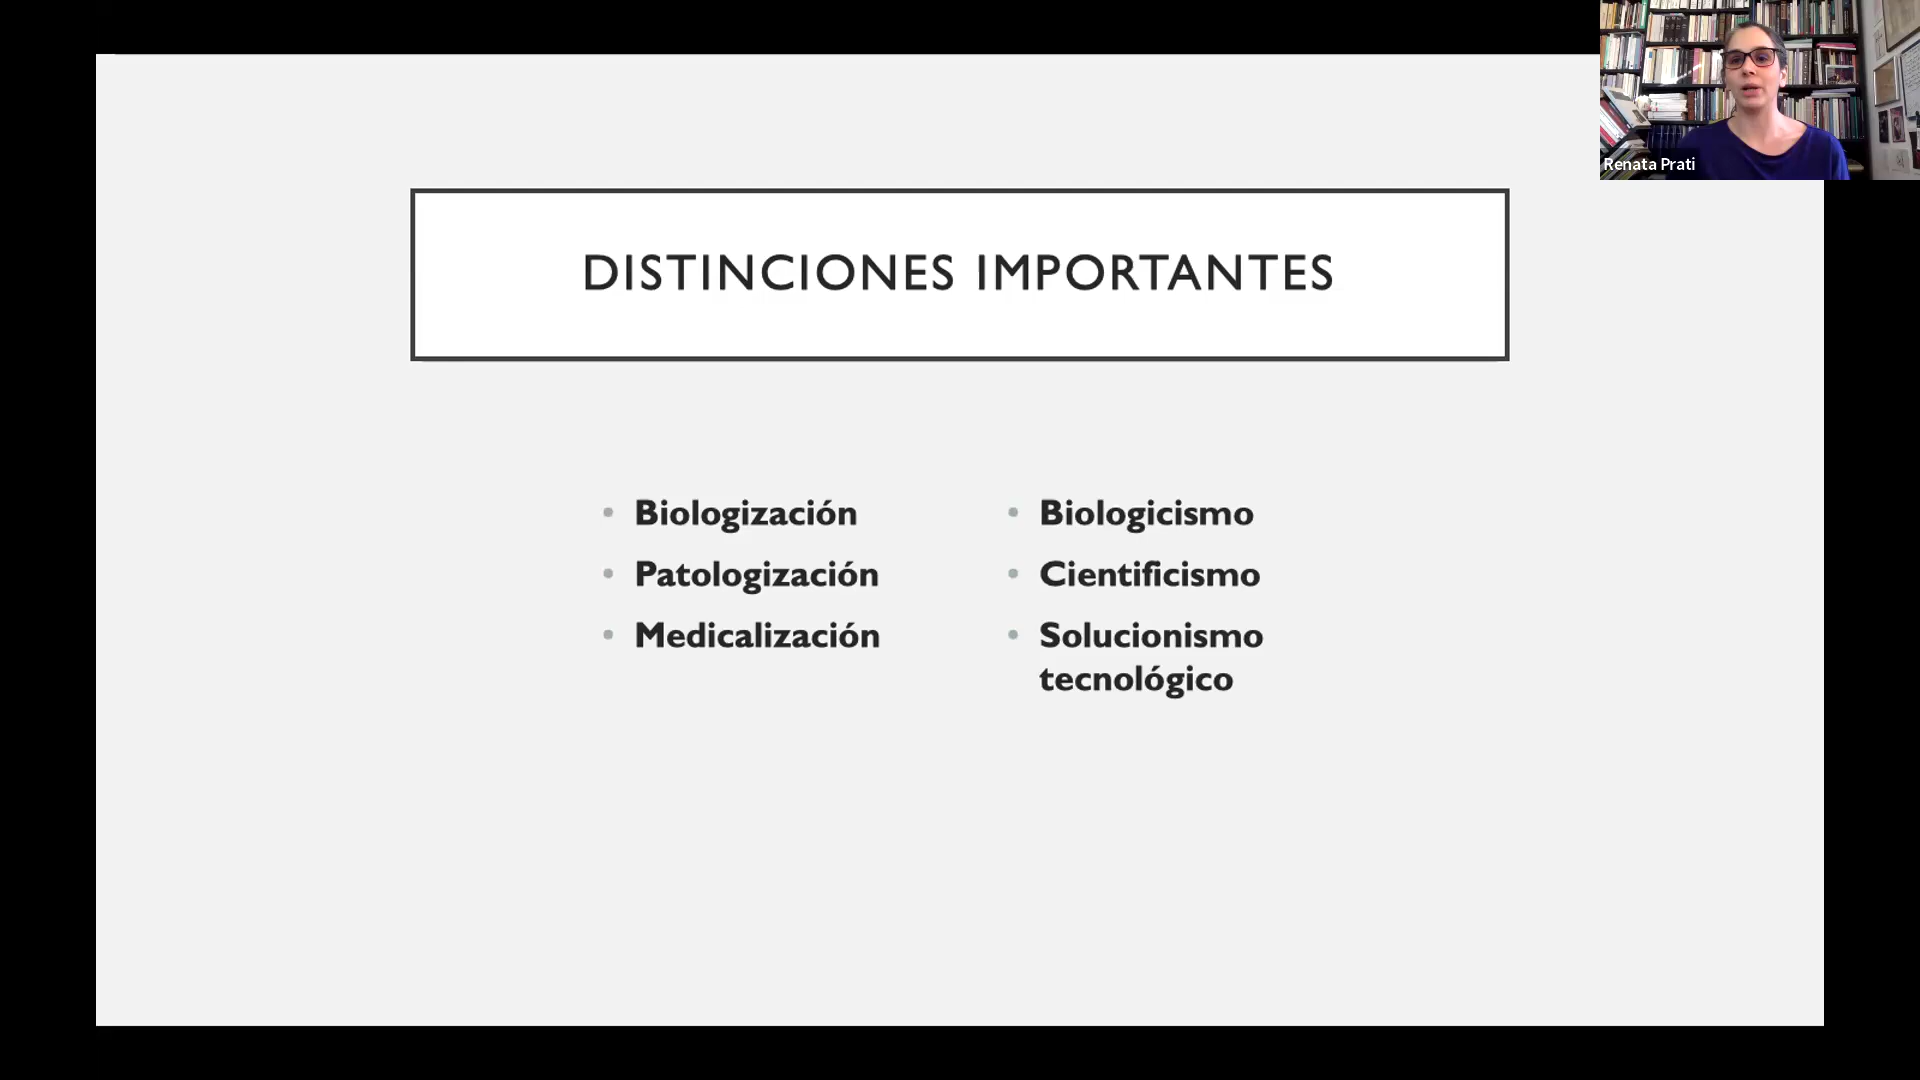 Renata Prati
DISTINCIONES IMPORTANTES
• Biologización
• Patologización
• Medicalización
• Biologicismo
• Cientificismo
• Solucionismo
tecnológico